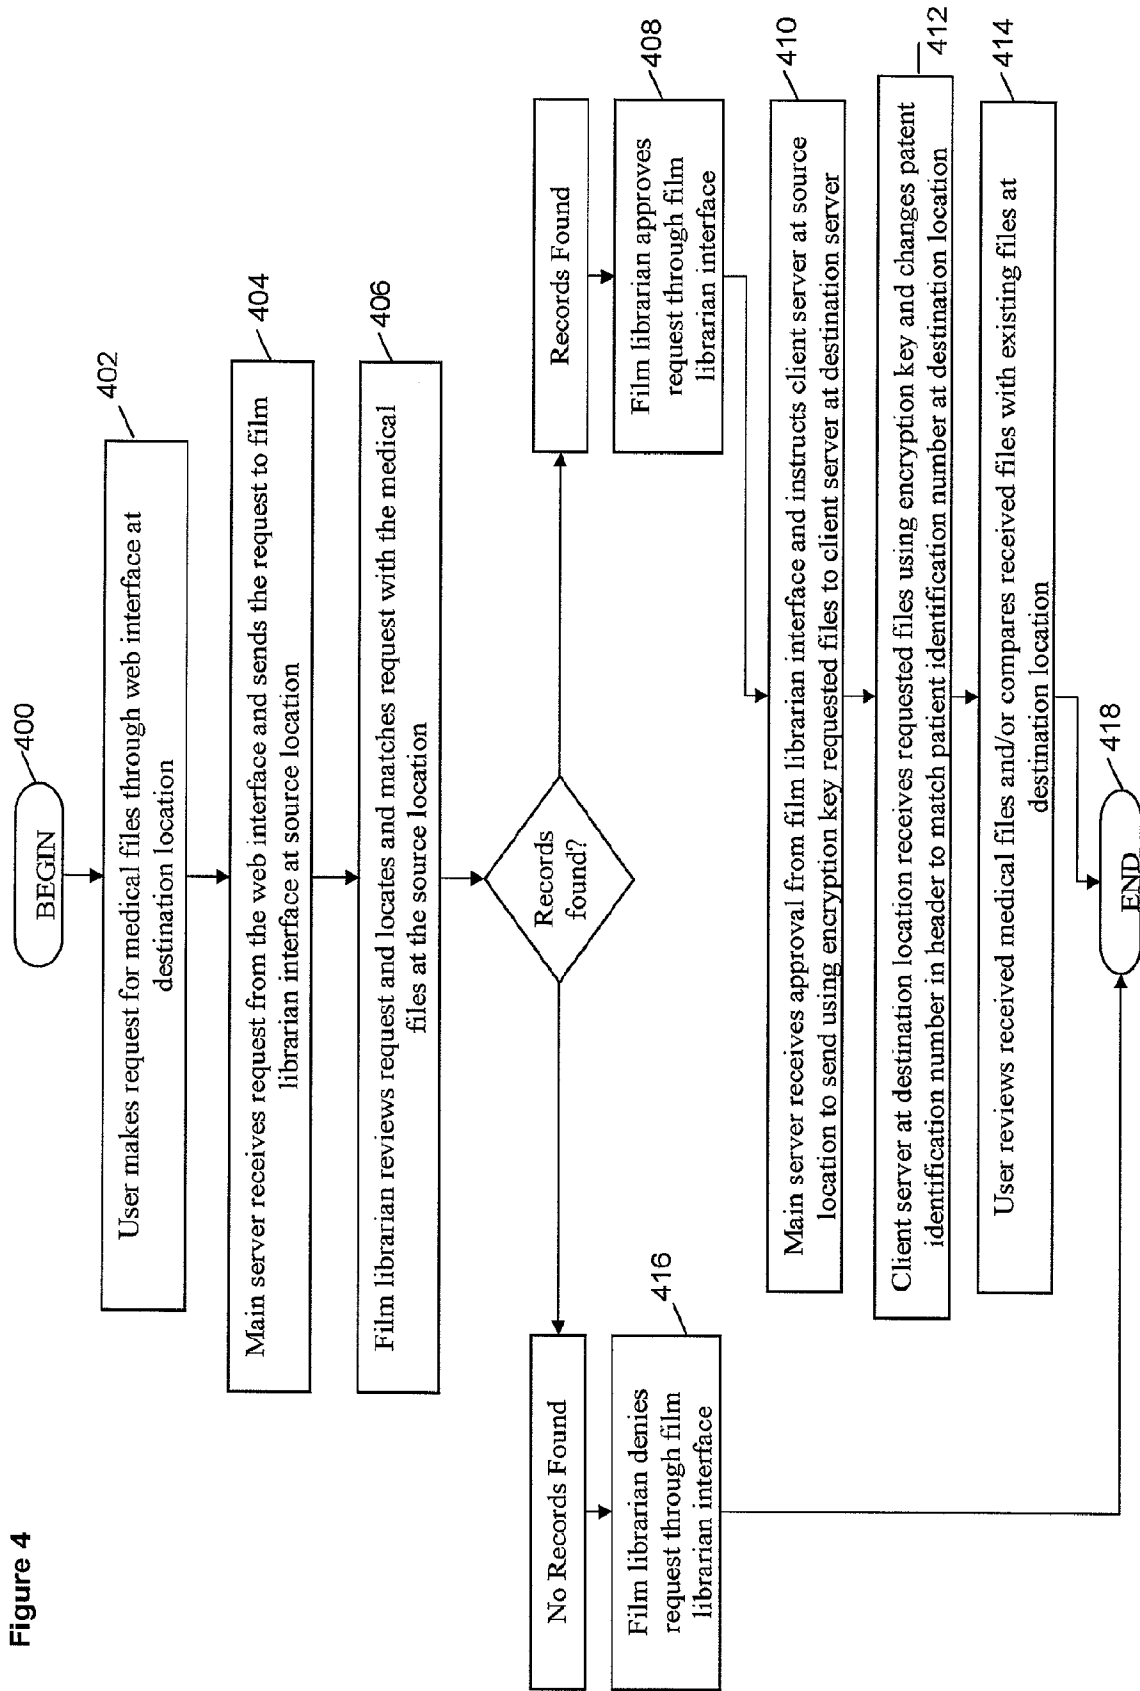 Figure 4
BEGIN
400
User makes request for medical files through web interface at
destination location
402
Main server receives request from the web interface and sends the request to film
librarian interface at source location
404
Film librarian reviews request and locates and matches request with the medical
files at the source location
406
Records
found?
No Records Found
Records Found
Film librarian denies
request through film
librarian interface
416
Film librarian approves
request through film
librarian interface
408
Main server receives approval from film librarian interface and instructs client server at source
location to send using encryption key requested files to client server at destination server
410
Client server at destination location receives requested files using encryption key and changes patent
identification number in header to match patient identification number at destination location
412
User reviews received medical files and/or compares received files with existing files at
destination location
414
END
418